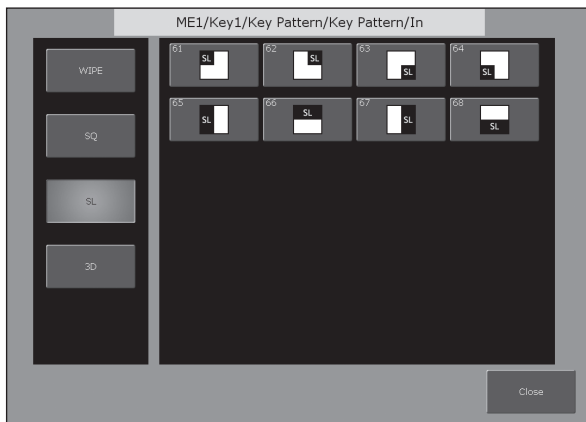 ME1/Key1/Key Pattern/Key Pattern/In
WIPE
SQ
SL
3D
61 SL
62 SL
63 SL
64 SL
65 SL
66 SL
67 SL
68 SL
Close